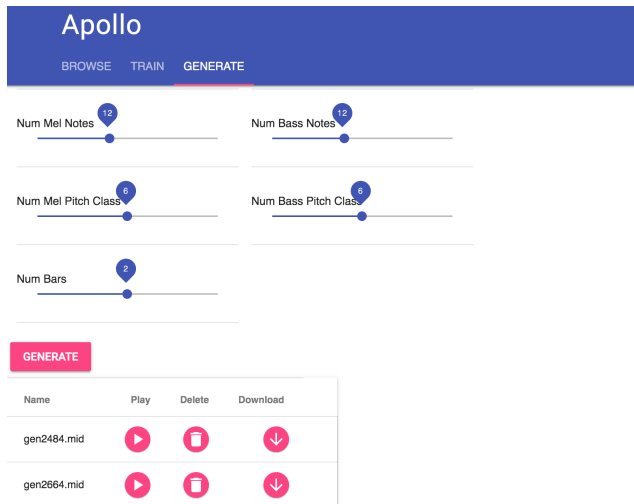 Apollo
BROWSE TRAIN GENERATE
12 12
Num Mel Notes Num Bass Notes
6 6
Num Mel Pitch Class Num Bass Pitch Class
2
Num Bars
GENERATE
Name Play Delete Download
gen2484.mid
gen2664.mid